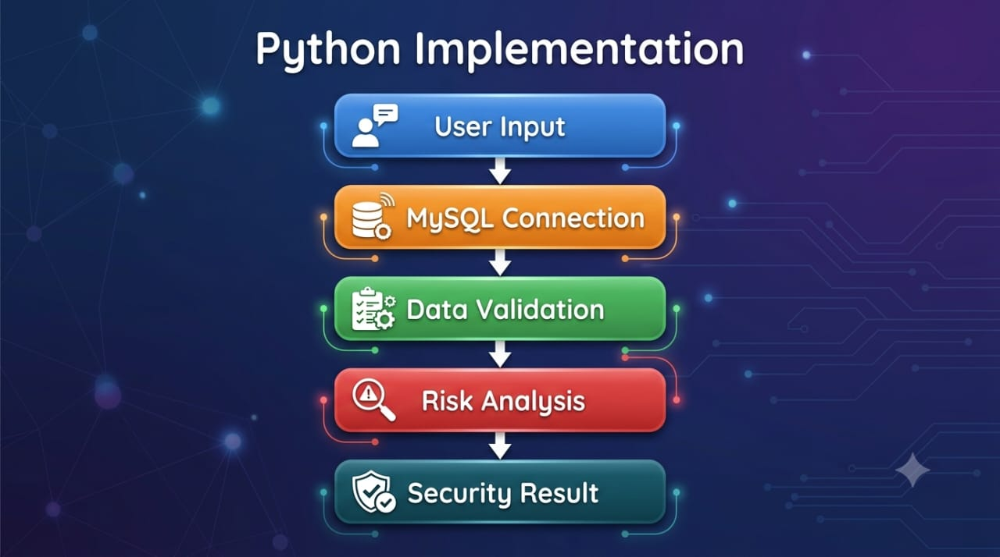 Python Implementation
User Input
MySQL Connection
Data Validation
Risk Analysis
Security Result